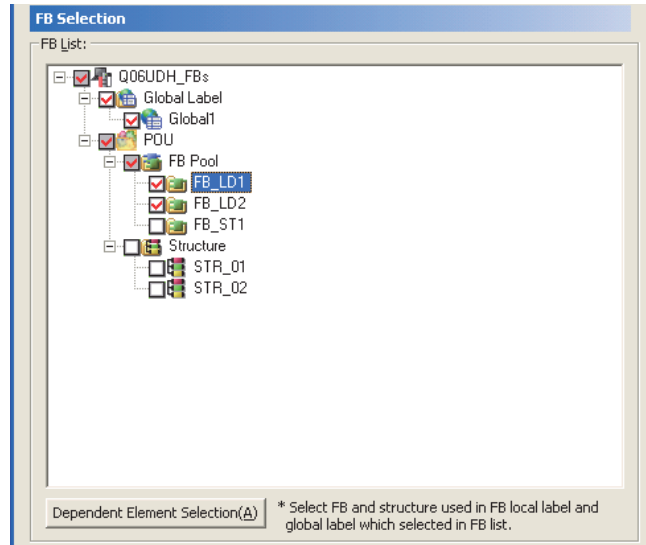 FB Selection
FB List:
Q06UDH_FBs
Global Label
Global1
POU
FB Pool
FB_LD1
FB_LD2
FB_ST1
Structure
STR_01
STR_02
Dependent Element Selection(A)
* Select FB and structure used in FB local label and
global label which selected in FB list.